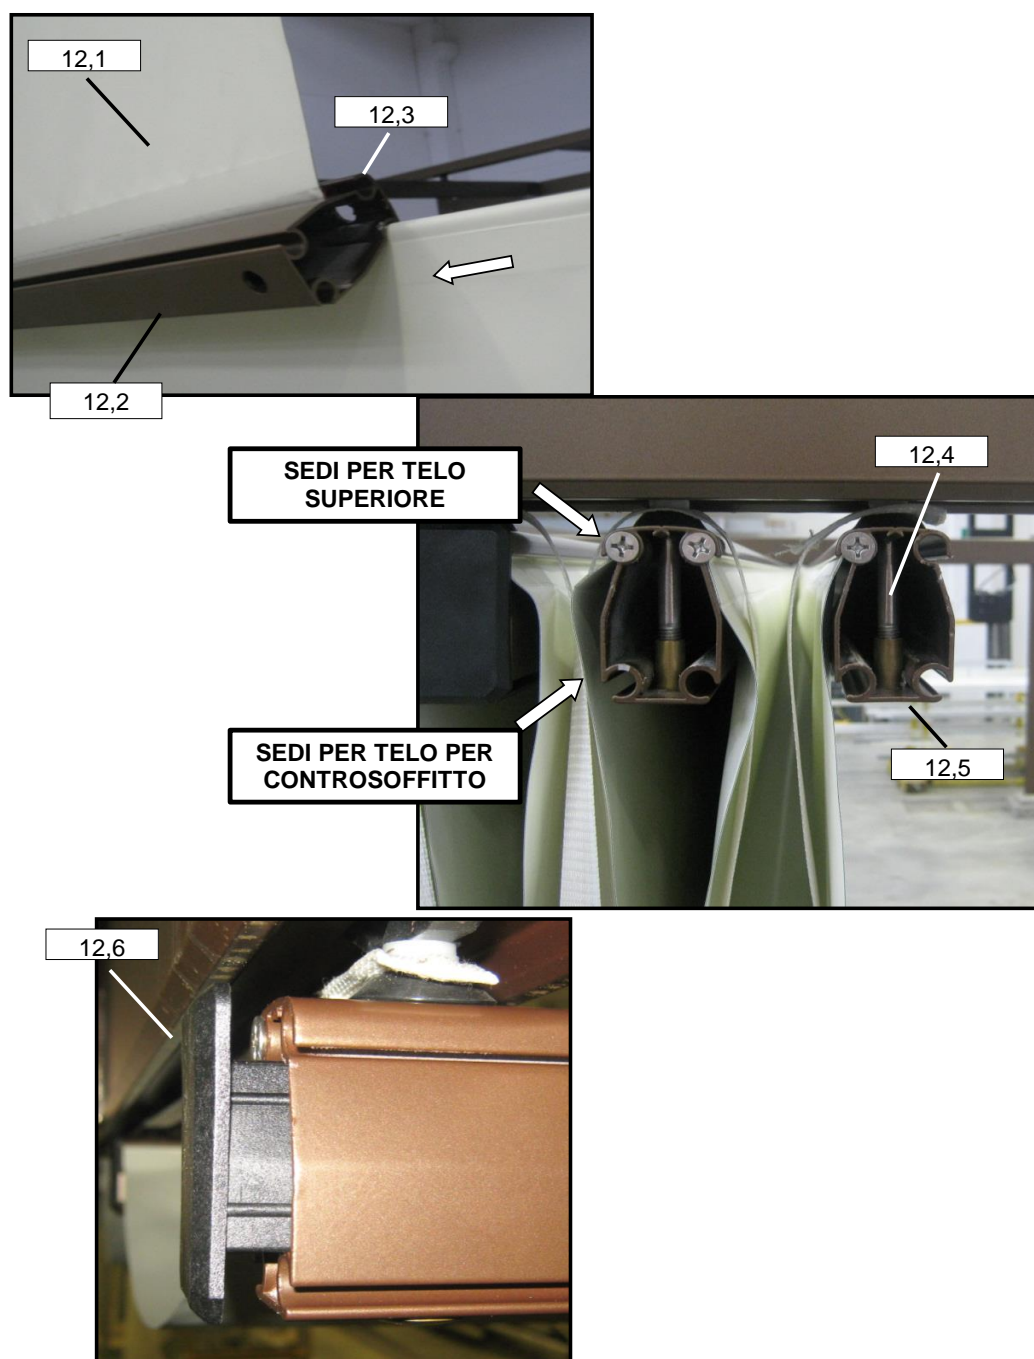 12,1
12,3
12,2
SEDI PER TELO
SUPERIORE
12,4
SEDI PER TELO PER
CONTROSOFFITTO
12,5
12,6